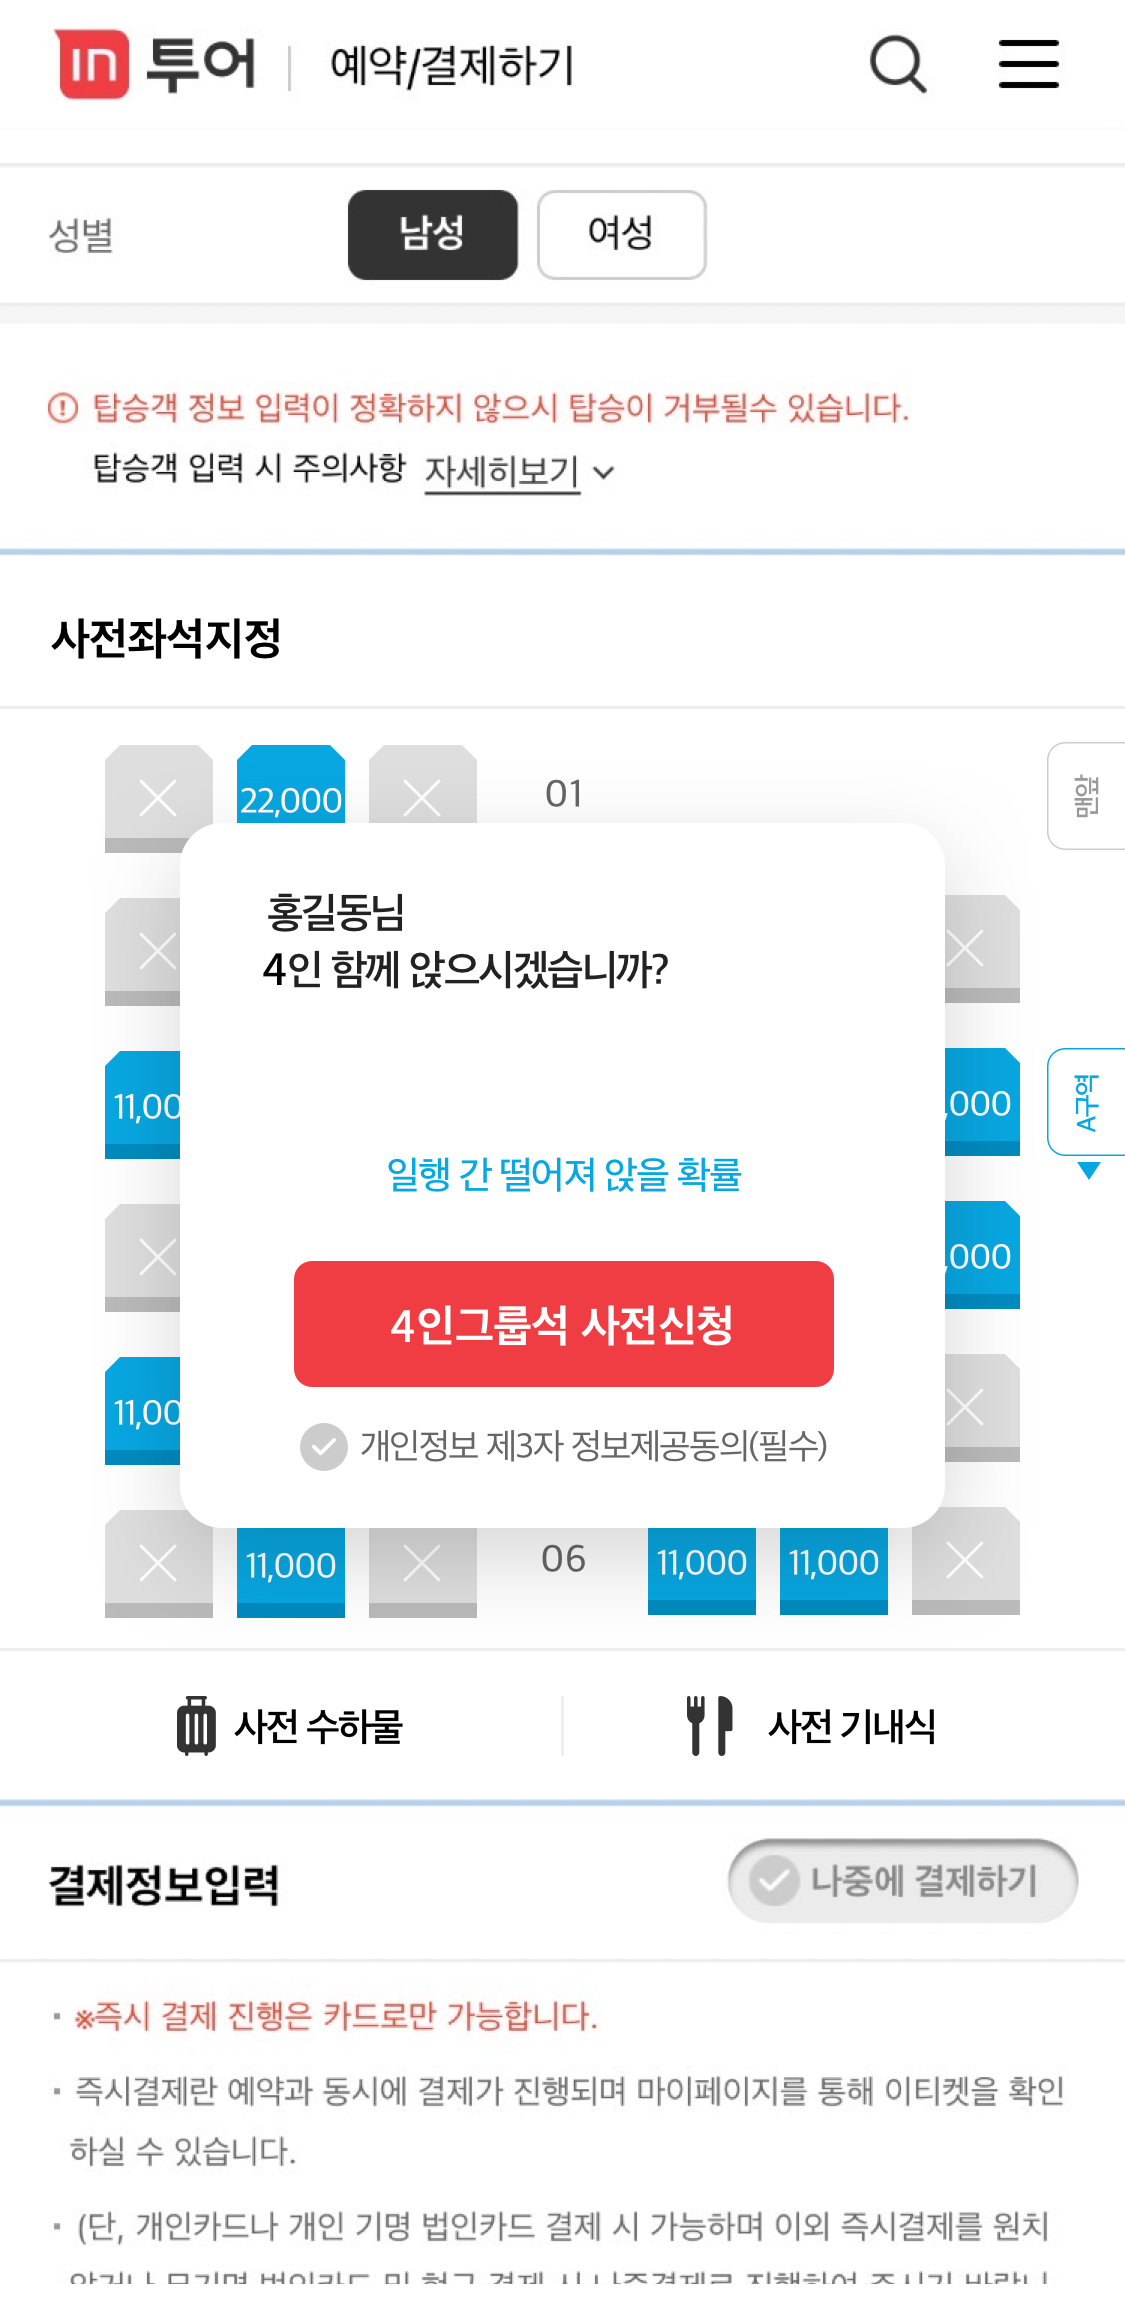 in 투어 예약/결제하기
성별 남성 여성
탑승객 정보 입력이 정확하지 않으시 탑승이 거부될수 있습니다.
탑승객 입력 시 주의사항 자세히보기
사전좌석지정
22,000 01
맨앞
홍길동님
4인 함께 앉으시겠습니까?
11,00 ,000
A구역
일행 간 떨어져 앉을 확률
,000
4인그룹석 사전신청
11,00
개인정보 제3자 정보제공동의(필수)
11,000 06 11,000 11,000
사전 수하물 사전 기내식
결제정보입력 나중에 결제하기
※즉시 결제 진행은 카드로만 가능합니다.
즉시결제란 예약과 동시에 결제가 진행되며 마이페이지를 통해 이티켓을 확인
하실 수 있습니다.
(단, 개인카드나 개인 기명 법인카드 결제 시 가능하며 이외 즉시결제를 원치